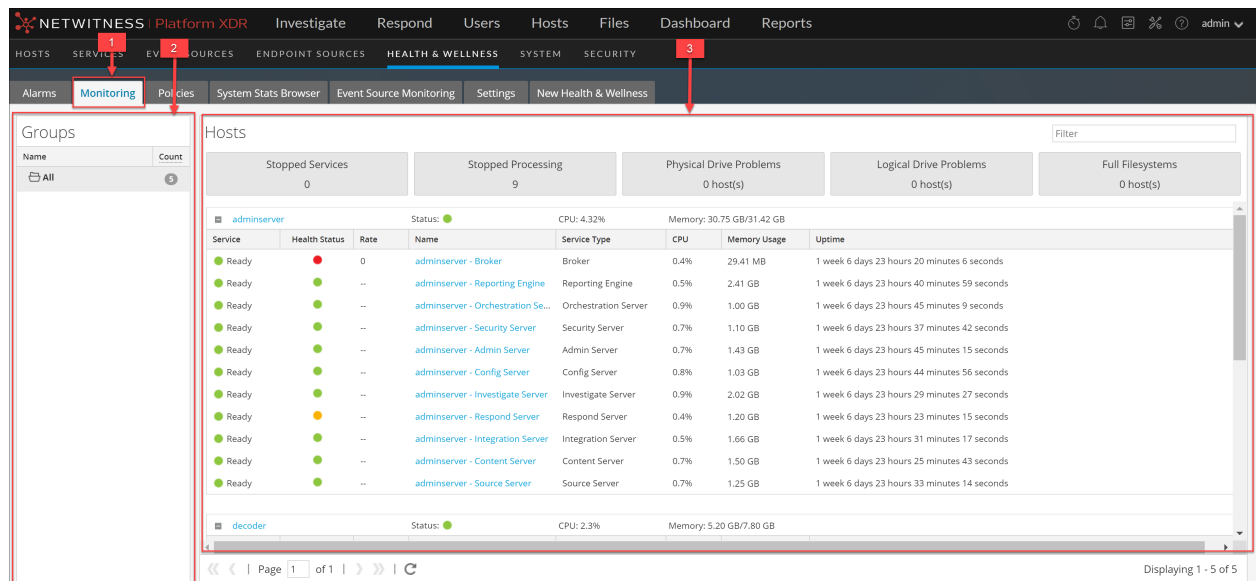 NETWITNESS | Platform XDR Investigate Respond Users Hosts Files Dashboard Reports admin
HOSTS SERVICES EV SOURCES ENDPOINT SOURCES HEALTH & WELLNESS SYSTEM SECURITY
1 2 3
Alarms Monitoring Policies System Stats Browser Event Source Monitoring Settings New Health & Wellness
Groups
Name Count
All 5
Hosts Filter
Stopped Services Stopped Processing Physical Drive Problems Logical Drive Problems Full Filesystems
0 9 0 host(s) 0 host(s) 0 host(s)
adminserver Status: CPU: 4.32% Memory: 30.75 GB/31.42 GB
Service Health Status Rate Name Service Type CPU Memory Usage Uptime
Ready 0 adminserver - Broker Broker 0.4% 29.41 MB 1 week 6 days 23 hours 20 minutes 6 seconds
Ready -- adminserver - Reporting Engine Reporting Engine 0.5% 2.41 GB 1 week 6 days 23 hours 40 minutes 59 seconds
Ready -- adminserver - Orchestration Se... Orchestration Server 0.9% 1.00 GB 1 week 6 days 23 hours 45 minutes 9 seconds
Ready -- adminserver - Security Server Security Server 0.7% 1.10 GB 1 week 6 days 23 hours 37 minutes 42 seconds
Ready -- adminserver - Admin Server Admin Server 0.7% 1.43 GB 1 week 6 days 23 hours 45 minutes 15 seconds
Ready -- adminserver - Config Server Config Server 0.8% 1.03 GB 1 week 6 days 23 hours 44 minutes 56 seconds
Ready -- adminserver - Investigate Server Investigate Server 0.9% 2.02 GB 1 week 6 days 23 hours 29 minutes 27 seconds
Ready -- adminserver - Respond Server Respond Server 0.4% 1.20 GB 1 week 6 days 23 hours 23 minutes 15 seconds
Ready -- adminserver - Integration Server Integration Server 0.5% 1.66 GB 1 week 6 days 23 hours 31 minutes 17 seconds
Ready -- adminserver - Content Server Content Server 0.7% 1.50 GB 1 week 6 days 23 hours 25 minutes 43 seconds
Ready -- adminserver - Source Server Source Server 0.7% 1.25 GB 1 week 6 days 23 hours 33 minutes 14 seconds
decoder Status: CPU: 2.3% Memory: 5.20 GB/7.80 GB
Page 1 of 1 Displaying 1 - 5 of 5